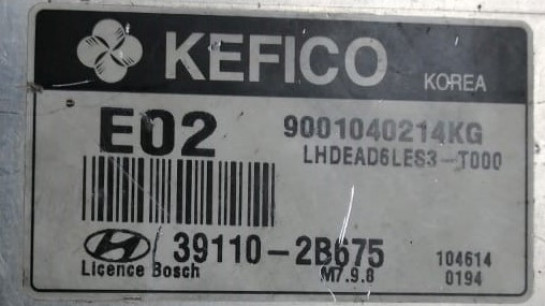 KEFICO
KOREA
E02
9001040214KG
LHDEAD6LES3-T000
39110-2B675
Licence Bosch
M7.9.8
104614
0194